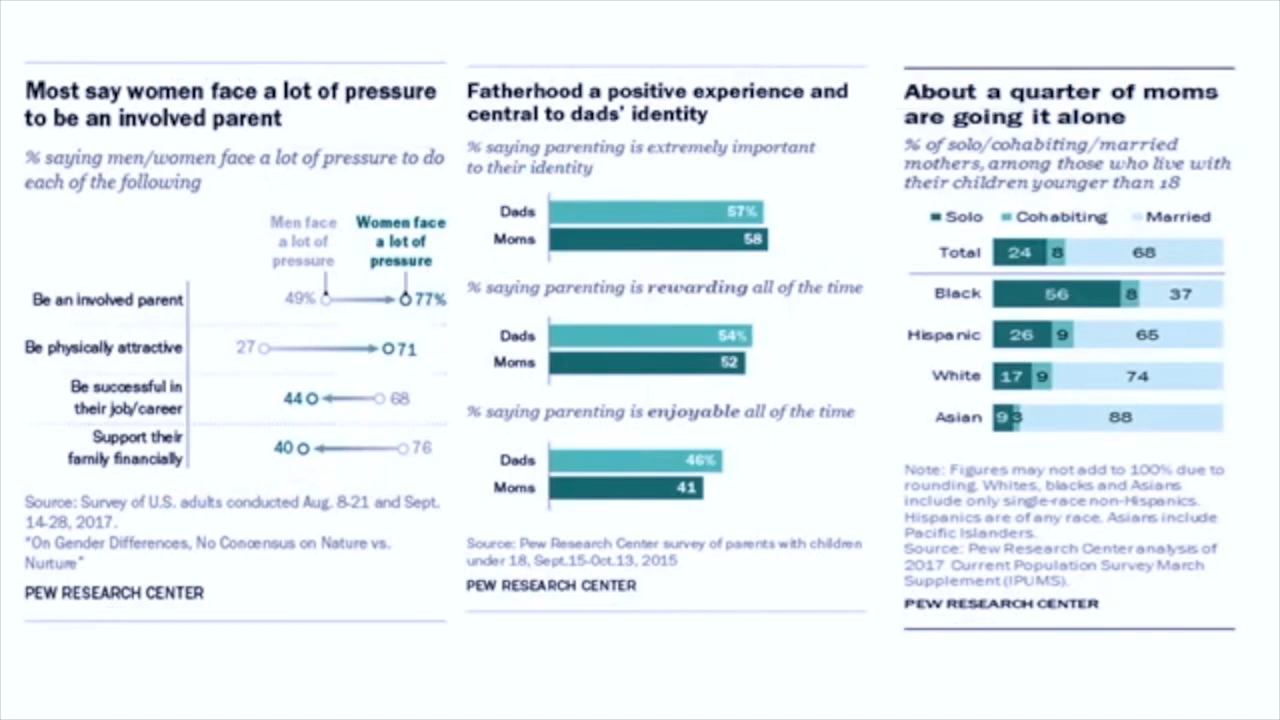 Most say women face a lot of pressure
to be an involved parent
% saying men/women face a lot of pressure to do
each of the following
Men face
a lot of
pressure
Women face
a lot of
pressure
Be an involved parent 49% 77%
Be physically attractive 27 71
Be successful in
their job/career
44 68
Support their
family financially
40 76
Source: Survey of U.S. adults conducted Aug. 8-21 and Sept.
14-28, 2017.
"On Gender Differences, No Consensus on Nature vs.
Nurture"
PEW RESEARCH CENTER
Fatherhood a positive experience and
central to dads' identity
% saying parenting is extremely important
to their identity
Dads 57%
Moms 58
% saying parenting is rewarding all of the time
Dads 54%
Moms 52
% saying parenting is enjoyable all of the time
Dads 46%
Moms 41
Source: Pew Research Center survey of parents with children
under 18, Sept.15-Oct.13, 2015
PEW RESEARCH CENTER
About a quarter of moms
are going it alone
% of solo/cohabiting/married
mothers, among those who live with
their children younger than 18
Solo Cohabiting Married
Total 24 8 68
Black 56 8 37
Hispanic 26 9 65
White 17 9 74
Asian 9 3 88
Note: Figures may not add to 100% due to
rounding. Whites, blacks and Asians
include only single-race non-Hispanics.
Hispanics are of any race. Asians include
Pacific Islanders.
Source: Pew Research Center analysis of
2017 Current Population Survey March
Supplement (IPUMS).
PEW RESEARCH CENTER